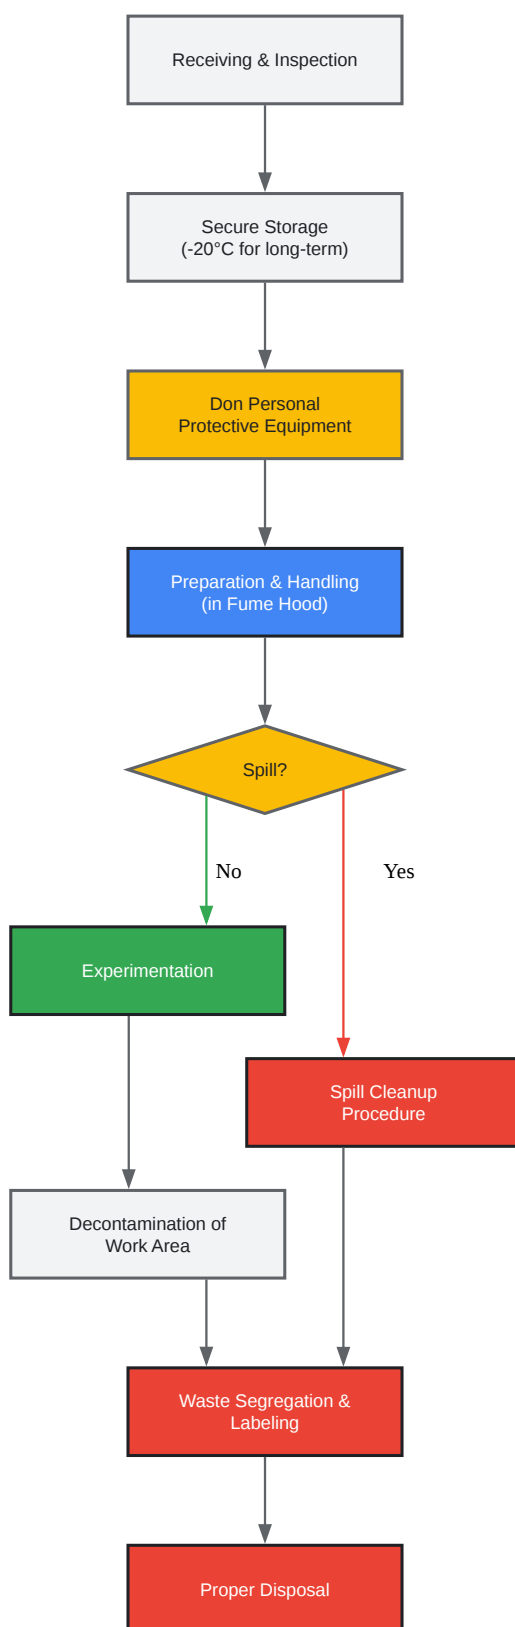 Receiving & Inspection
Secure Storage
(-20°C for long-term)
Don Personal
Protective Equipment
Preparation & Handling
(in Fume Hood)
Spill?
No
Yes
Experimentation
Spill Cleanup
Procedure
Decontamination of
Work Area
Waste Segregation &
Labeling
Proper Disposal